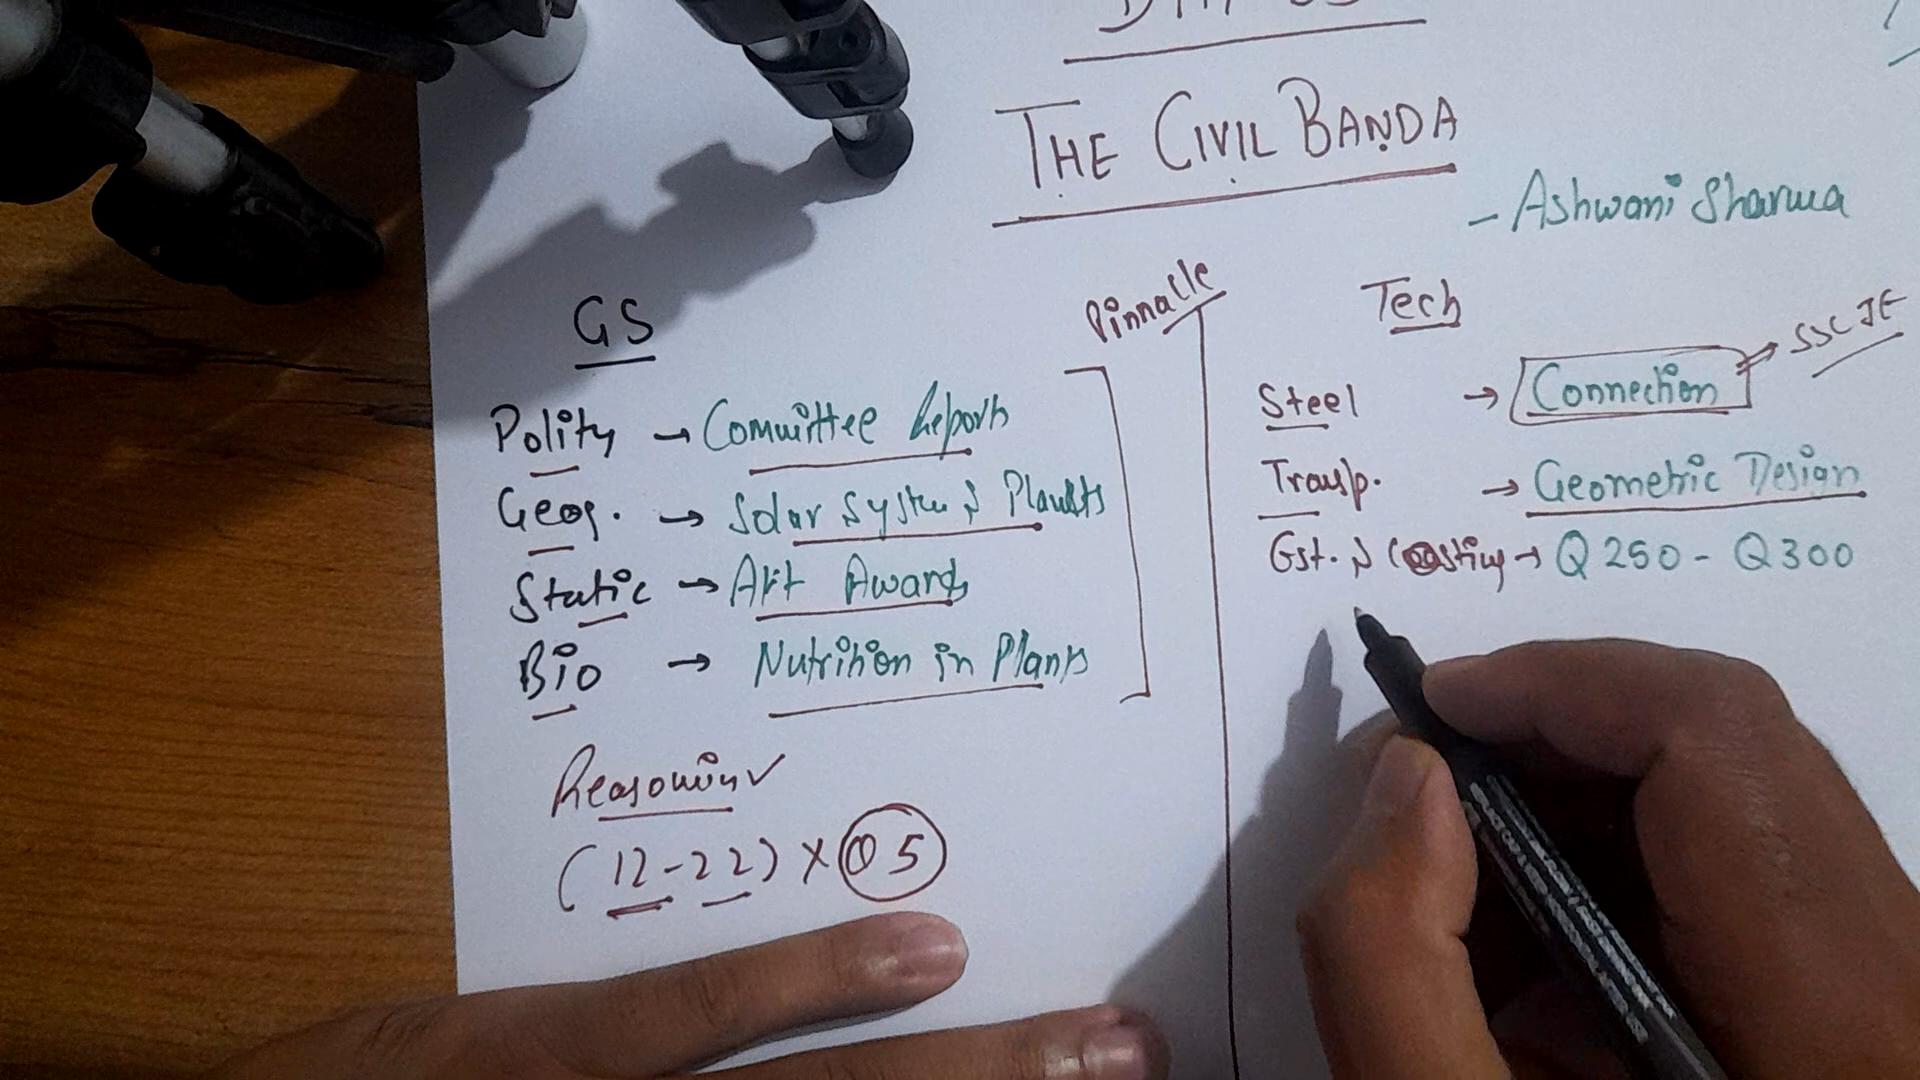 THE CIVIL BANDA
- Ashwani Sharma
GS
Pinnacle
Polity → Committee Reports
Geog. → Solar System & Planets
Static → Art Awards
Bio → Nutrition in Plants
Reasoning ✓
(12-22) × 05
Tech
Steel → Connection → SSC JE
Transp. → Geometric Design
Est. & Costing → Q 250 - Q 300